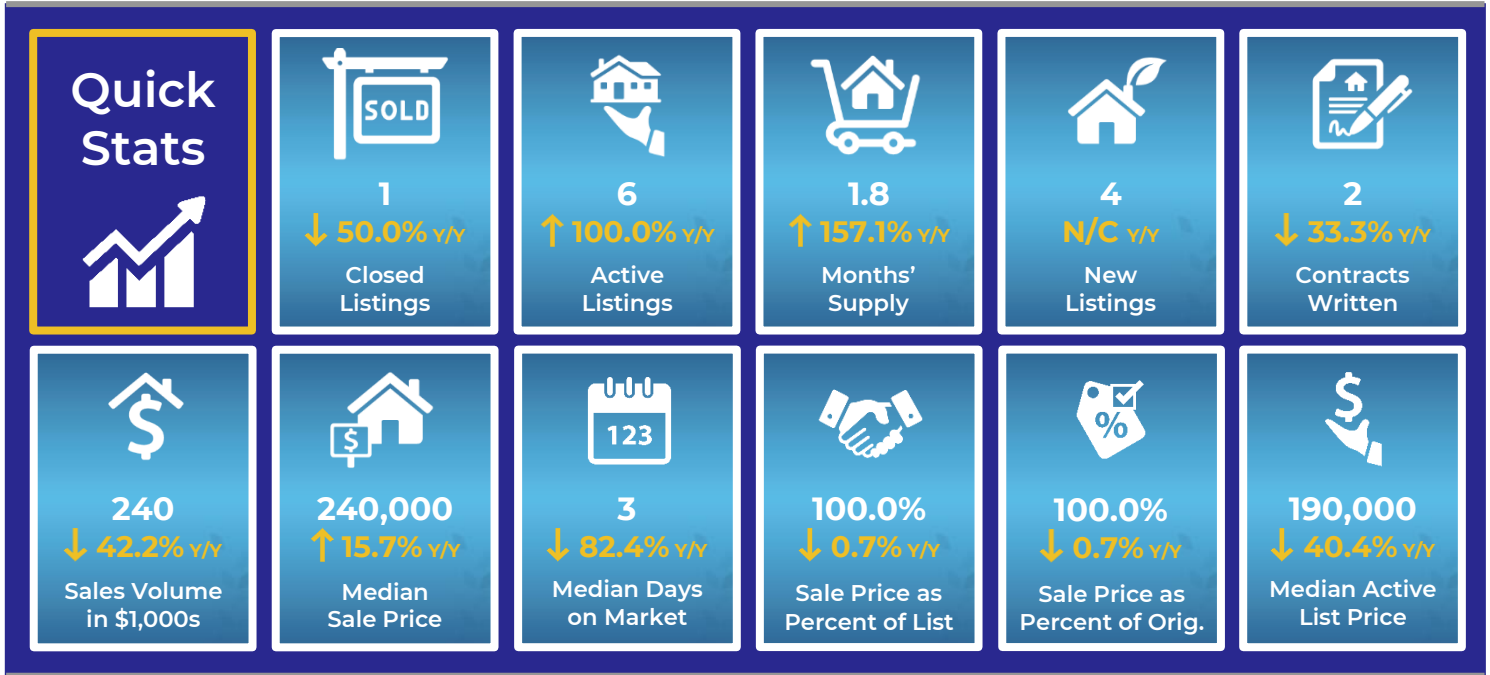 Quick
Stats
SOLD
1
↓ 50.0% Y/Y
Closed
Listings
6
↑ 100.0% Y/Y
Active
Listings
1.8
↑ 157.1% Y/Y
Months’
Supply
4
N/C Y/Y
New
Listings
2
↓ 33.3% Y/Y
Contracts
Written
$
240
↓ 42.2% Y/Y
Sales Volume
in $1,000s
$
240,000
↑ 15.7% Y/Y
Median
Sale Price
123
3
↓ 82.4% Y/Y
Median Days
on Market
100.0%
↓ 0.7% Y/Y
Sale Price as
Percent of List
%
100.0%
↓ 0.7% Y/Y
Sale Price as
Percent of Orig.
$
190,000
↓ 40.4% Y/Y
Median Active
List Price